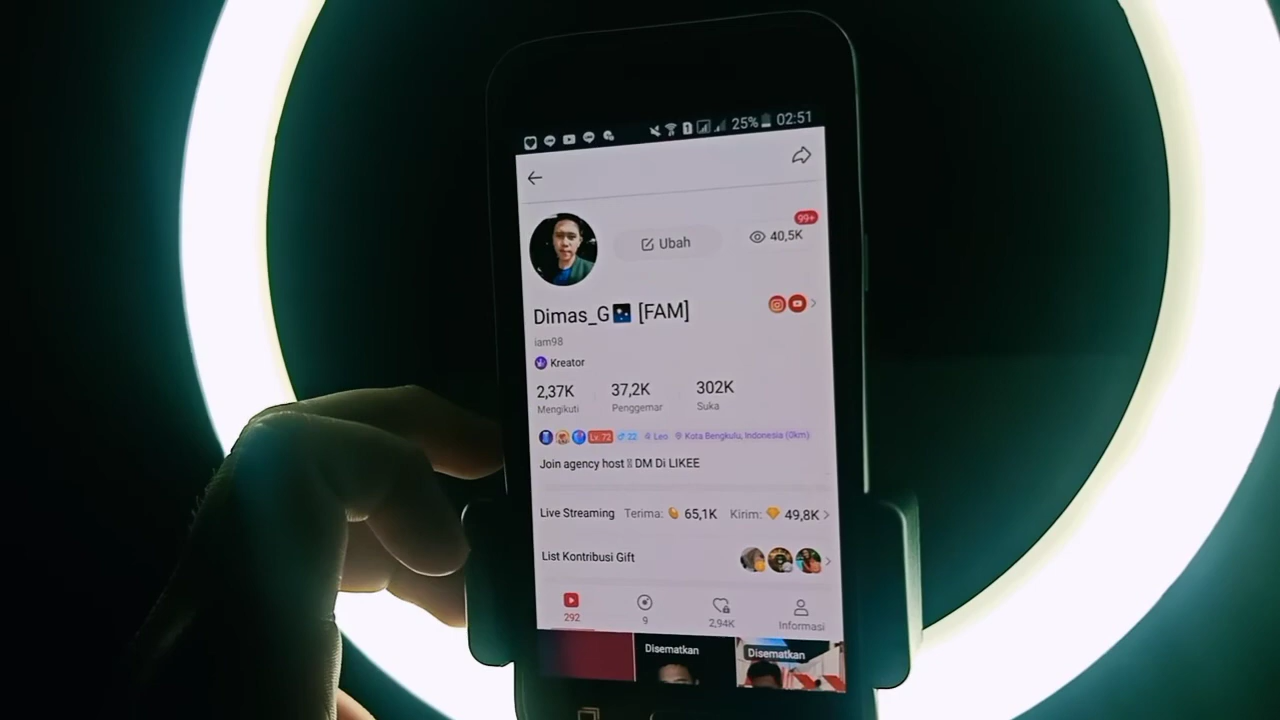 25% 02:51
Ubah
99+
40,5K
Dimas_G [FAM]
iam98
Kreator
2,37K 37,2K 302K
Mengikuti Penggemar Suka
Lv.72 22 Leo Kota Bengkulu, Indonesia (0km)
Join agency host DM Di LIKEE
Live Streaming Terima: 65,1K Kirim: 49,8K
List Kontribusi Gift
292 9 2,94K Informasi
Disematkan Disematkan